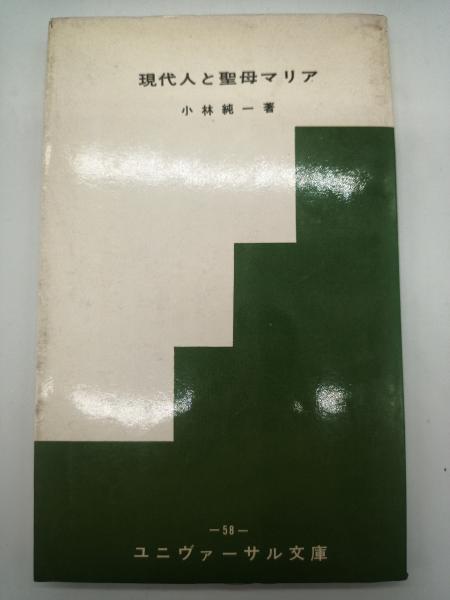 現代人と聖母マリア
小林純一著
—58—
ユニヴァーサル文庫